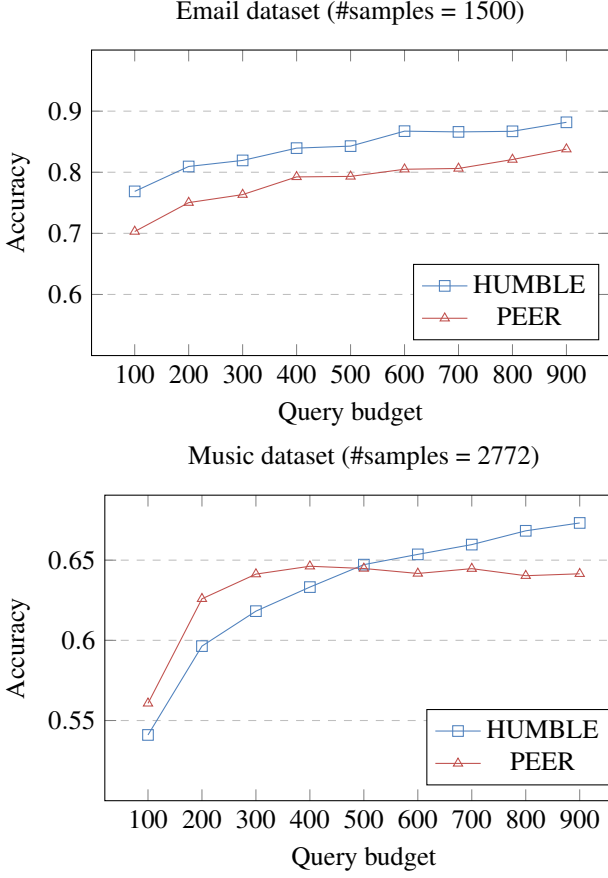 Email dataset (#samples = 1500)
0.9
0.8
0.7
0.6
Accuracy
HUMBLE
PEER
100 200 300 400 500 600 700 800 900
Query budget
Music dataset (#samples = 2772)
0.65
0.6
0.55
Accuracy
HUMBLE
PEER
100 200 300 400 500 600 700 800 900
Query budget